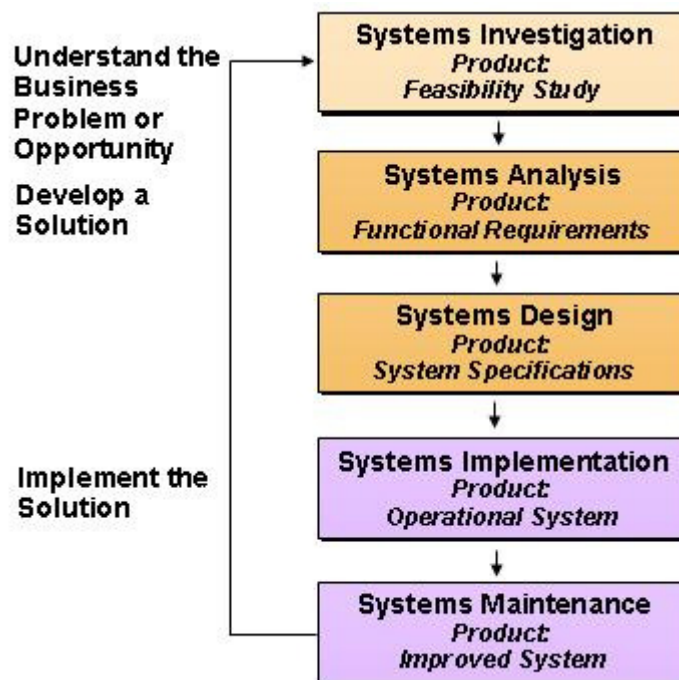 Understand the
Business
Problem or
Opportunity
Develop a
Solution
Implement the
Solution
Systems Investigation
Product:
Feasibility Study
Systems Analysis
Product:
Functional Requirements
Systems Design
Product:
System Specifications
Systems Implementation
Product:
Operational System
Systems Maintenance
Product:
Improved System